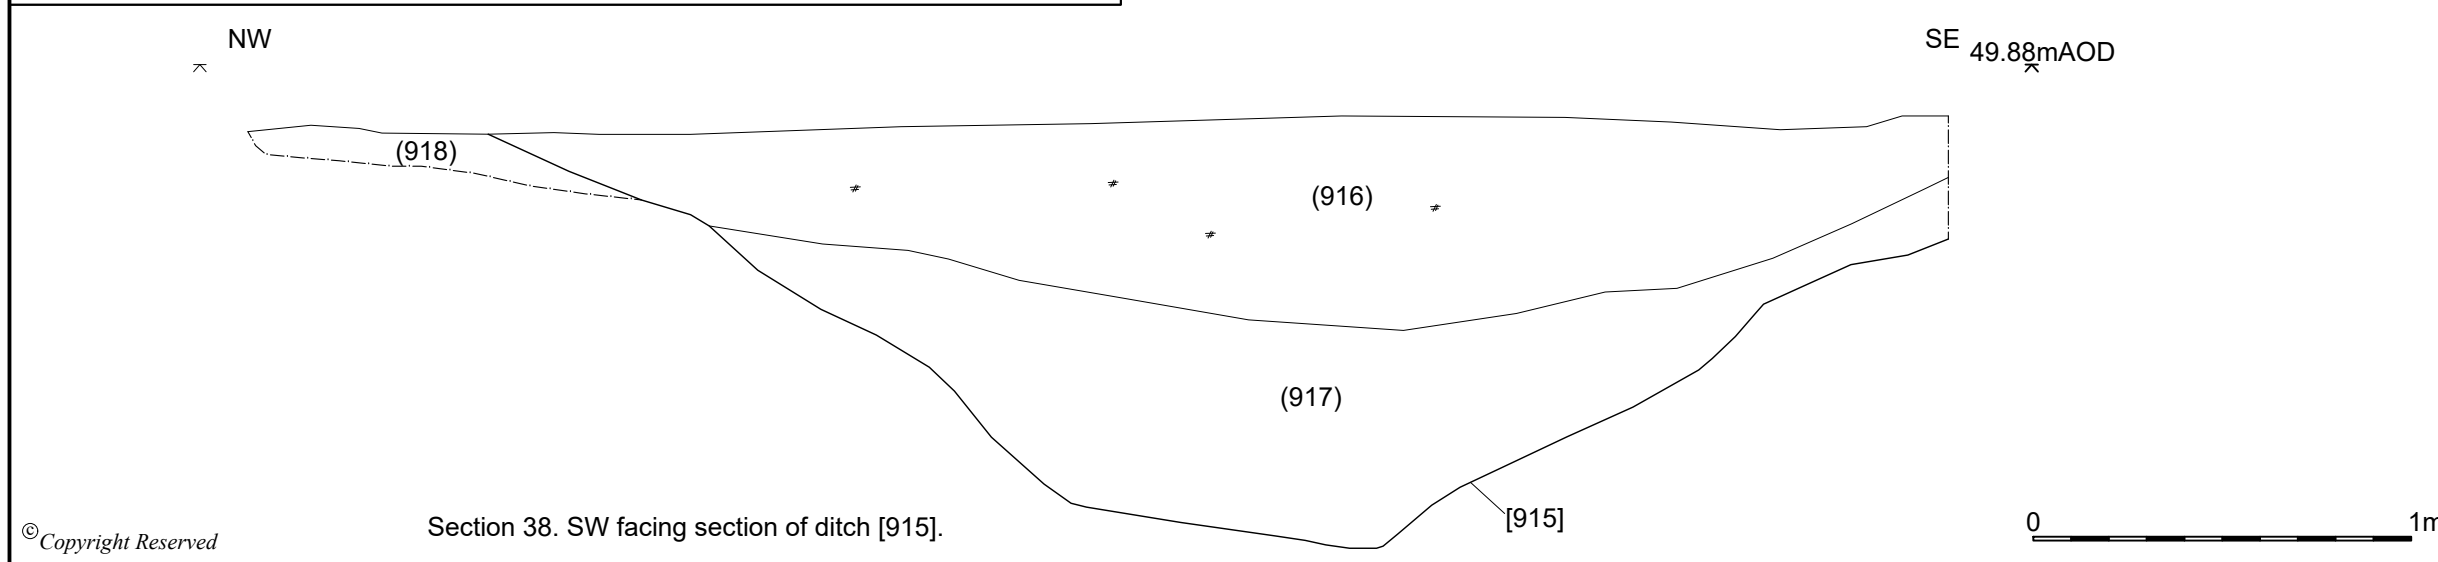 NW
SE 49.88mAOD
(918)
(916)
(917)
[915]
Section 38. SW facing section of ditch [915].
© Copyright Reserved
0 1m